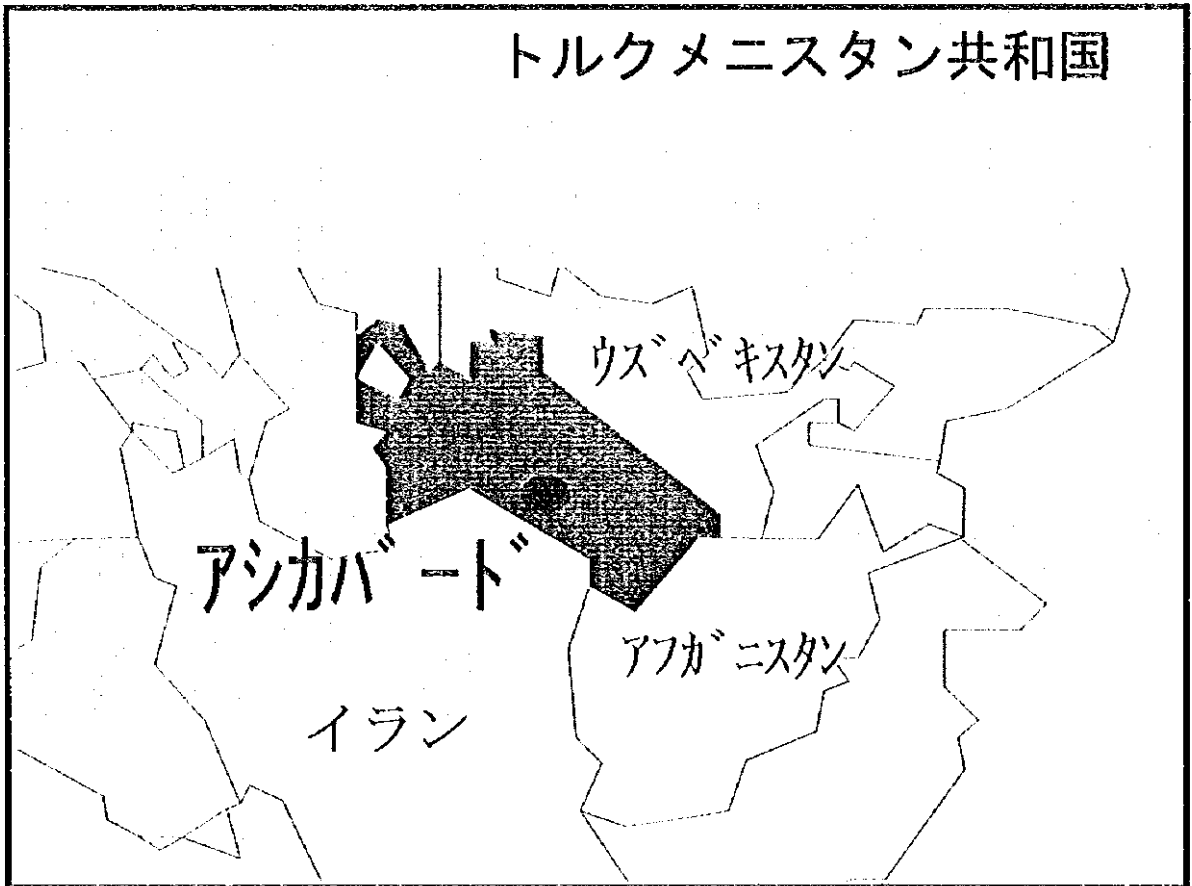 トルクメニスタン共和国
ウズベキスタン
アシカバード
アフガニスタン
イラン